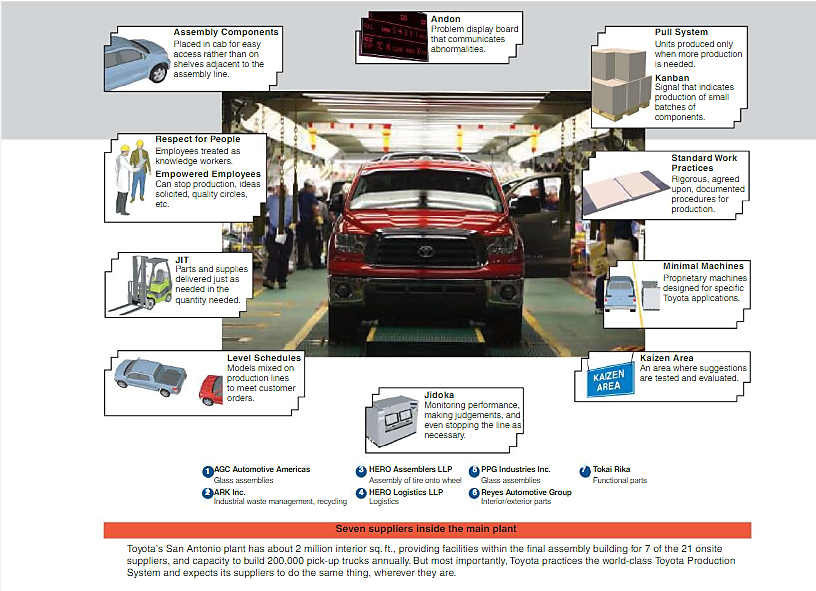 Assembly Components
Placed in cab for easy
access rather than on
shelves adjacent to the
assembly line.
Andon
Problem display board
that communicates
abnormalities.
Pull System
Units produced only
when more production
is needed.
Kanban
Signal that indicates
production of small
batches of
components.
Respect for People
Employees treated as
knowledge workers.
Empowered Employees
Can stop production, ideas
solicited, quality circles,
etc.
Standard Work
Practices
Rigorous, agreed
upon, documented
procedures for
production.
JIT
Parts and supplies
delivered just as
needed in the
quantity needed.
Minimal Machines
Proprietary machines
designed for specific
Toyota applications.
Level Schedules
Models mixed on
production lines
to meet customer
orders.
Jidoka
Monitoring performance,
making judgements, and
even stopping the line as
necessary.
KAIZEN
AREA
Kaizen Area
An area where suggestions
are tested and evaluated.
1 AGC Automotive Americas
Glass assemblies
2 ARK Inc.
Industrial waste management, recycling
3 HERO Assemblers LLP
Assembly of tire onto wheel
4 HERO Logistics LLP
Logistics
5 PPG Industries Inc.
Glass assemblies
6 Reyes Automotive Group
Interior/exterior parts
7 Tokai Rika
Functional parts
Seven suppliers inside the main plant
Toyota's San Antonio plant has about 2 million interior sq. ft., providing facilities within the final assembly building for 7 of the 21 onsite
suppliers, and capacity to build 200,000 pick-up trucks annually. But most importantly, Toyota practices the world-class Toyota Production
System and expects its suppliers to do the same thing, wherever they are.